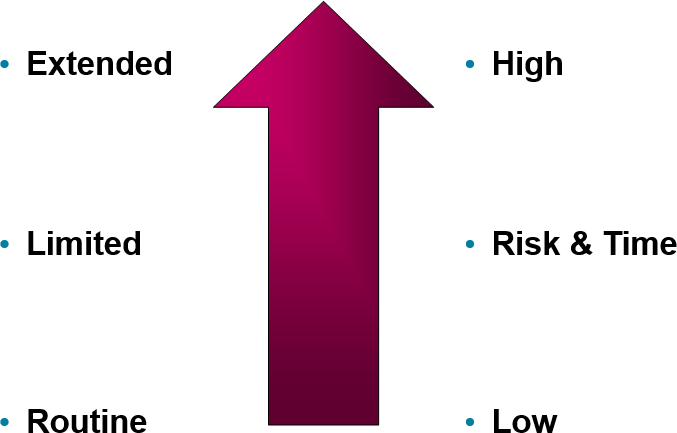 • Extended
• High
• Limited
• Risk & Time
• Routine
• Low